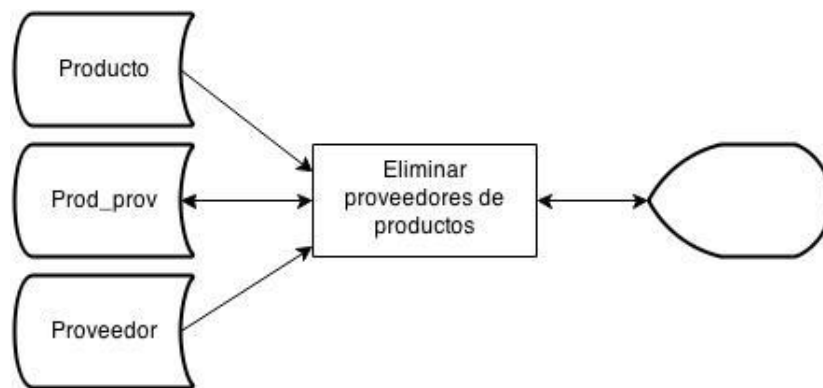 Producto
Prod_prov
Proveedor
Eliminar
proveedores de
productos